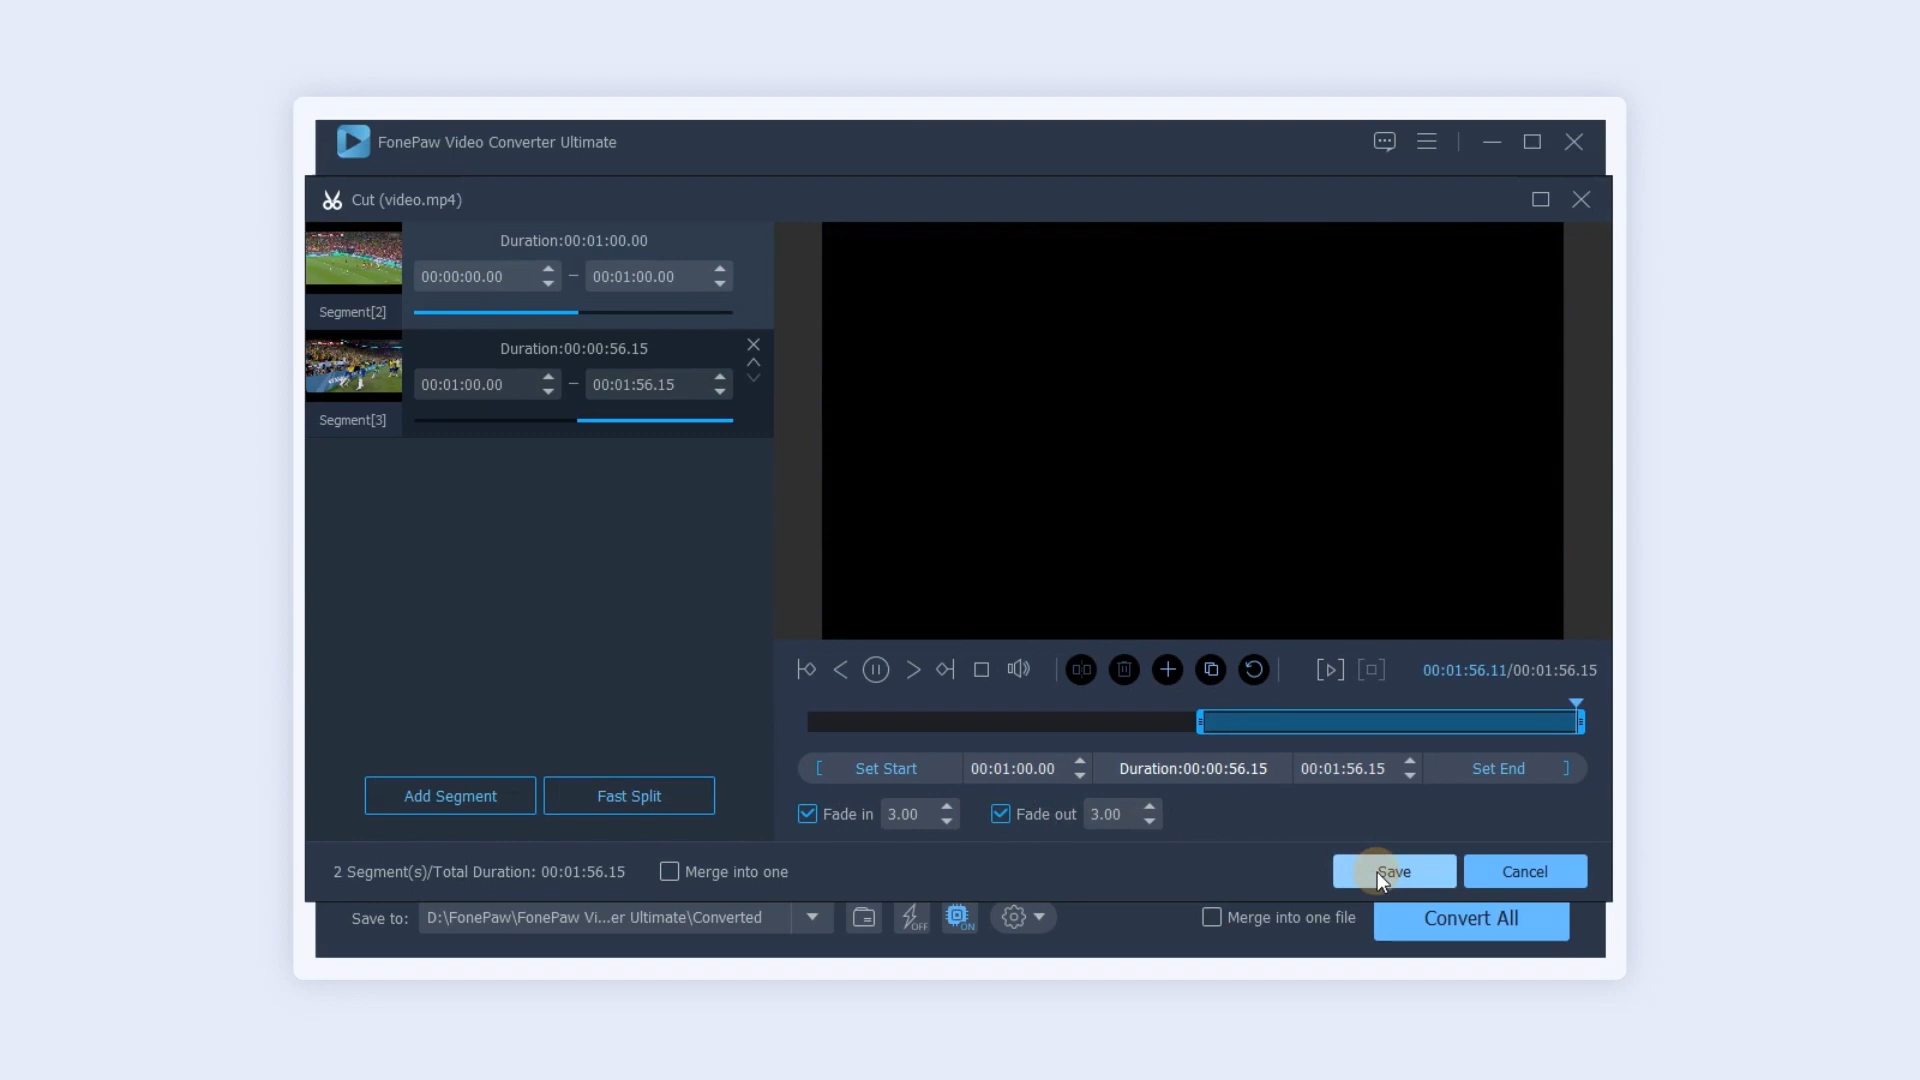 FonePaw Video Converter Ultimate
Cut (video.mp4)
Duration:00:01:00.00
00:00:00.00 – 00:01:00.00
Segment[2]
Duration:00:00:56.15
00:01:00.00 – 00:01:56.15
Segment[3]
Add Segment
Fast Split
00:01:56.11/00:01:56.15
[ Set Start 00:01:00.00 Duration:00:00:56.15 00:01:56.15 Set End ]
Fade in 3.00 Fade out 3.00
2 Segment(s)/Total Duration: 00:01:56.15 Merge into one
Save
Cancel
Save to: D:\FonePaw\FonePaw Vi...er Ultimate\Converted
OFF
ON
Merge into one file
Convert All